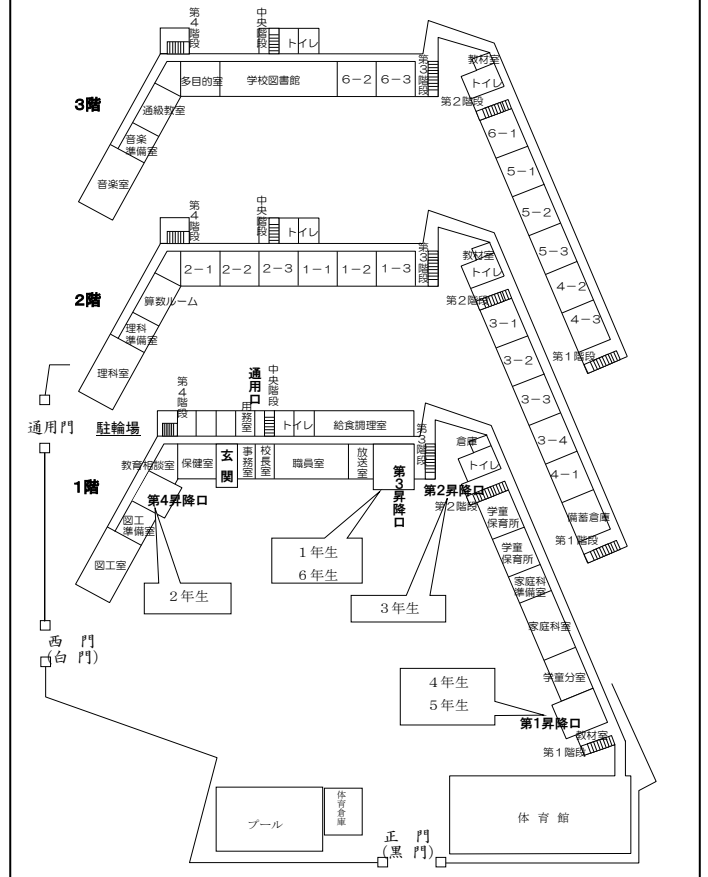 第4階段
中央階段
トイレ
第3階段
教材室
トイレ
第2階段
多目的室
学校図書館
6－2
6－3
3階
通級教室
音楽
準備室
音楽室
6－1
5－1
5－2
5－3
4－2
4－3
第1階段
第4階段
中央階段
トイレ
第3階段
教材室
トイレ
第2階段
2－1
2－2
2－3
1－1
1－2
1－3
2階
算数ルーム
理科
準備室
理科室
3－1
3－2
3－3
3－4
4－1
備蓄倉庫
第1階段
通用門
駐輪場
第4階段
用務室
通用口
中央階段
トイレ
給食調理室
第3階段
倉庫
トイレ
第2昇降口
第2階段
1階
教育相談室
保健室
玄関
事務室
校長室
職員室
放送室
第3昇降口
第4昇降口
図工
準備室
図工室
学童
保育所
学童
保育所
家庭科
準備室
家庭科室
学童分室
第1昇降口
教材室
第1階段
1年生
6年生
2年生
3年生
4年生
5年生
西 門
(白 門)
プール
体育倉庫
体 育 館
正 門
(黒 門)